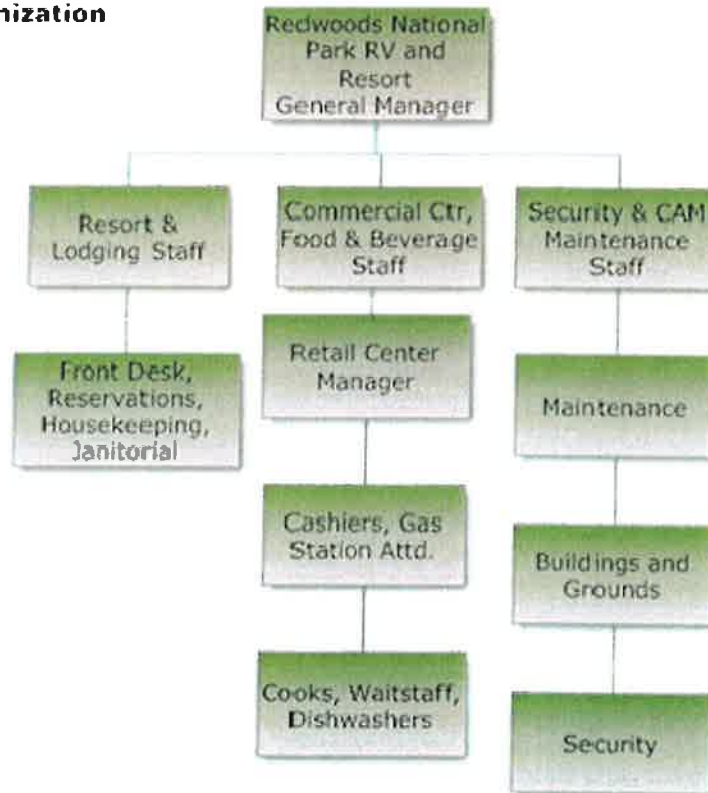 nization
Redwoods National
Park RV and
Resort
General Manager
Resort &
Lodging Staff
Commercial Ctr,
Food & Beverage
Staff
Security & CAM
Maintenance
Staff
Front Desk,
Reservations,
Housekeeping,
Janitorial
Retail Center
Manager
Maintenance
Cashiers, Gas
Station Attd.
Buildings and
Grounds
Cooks, Waitstaff,
Dishwashers
Security